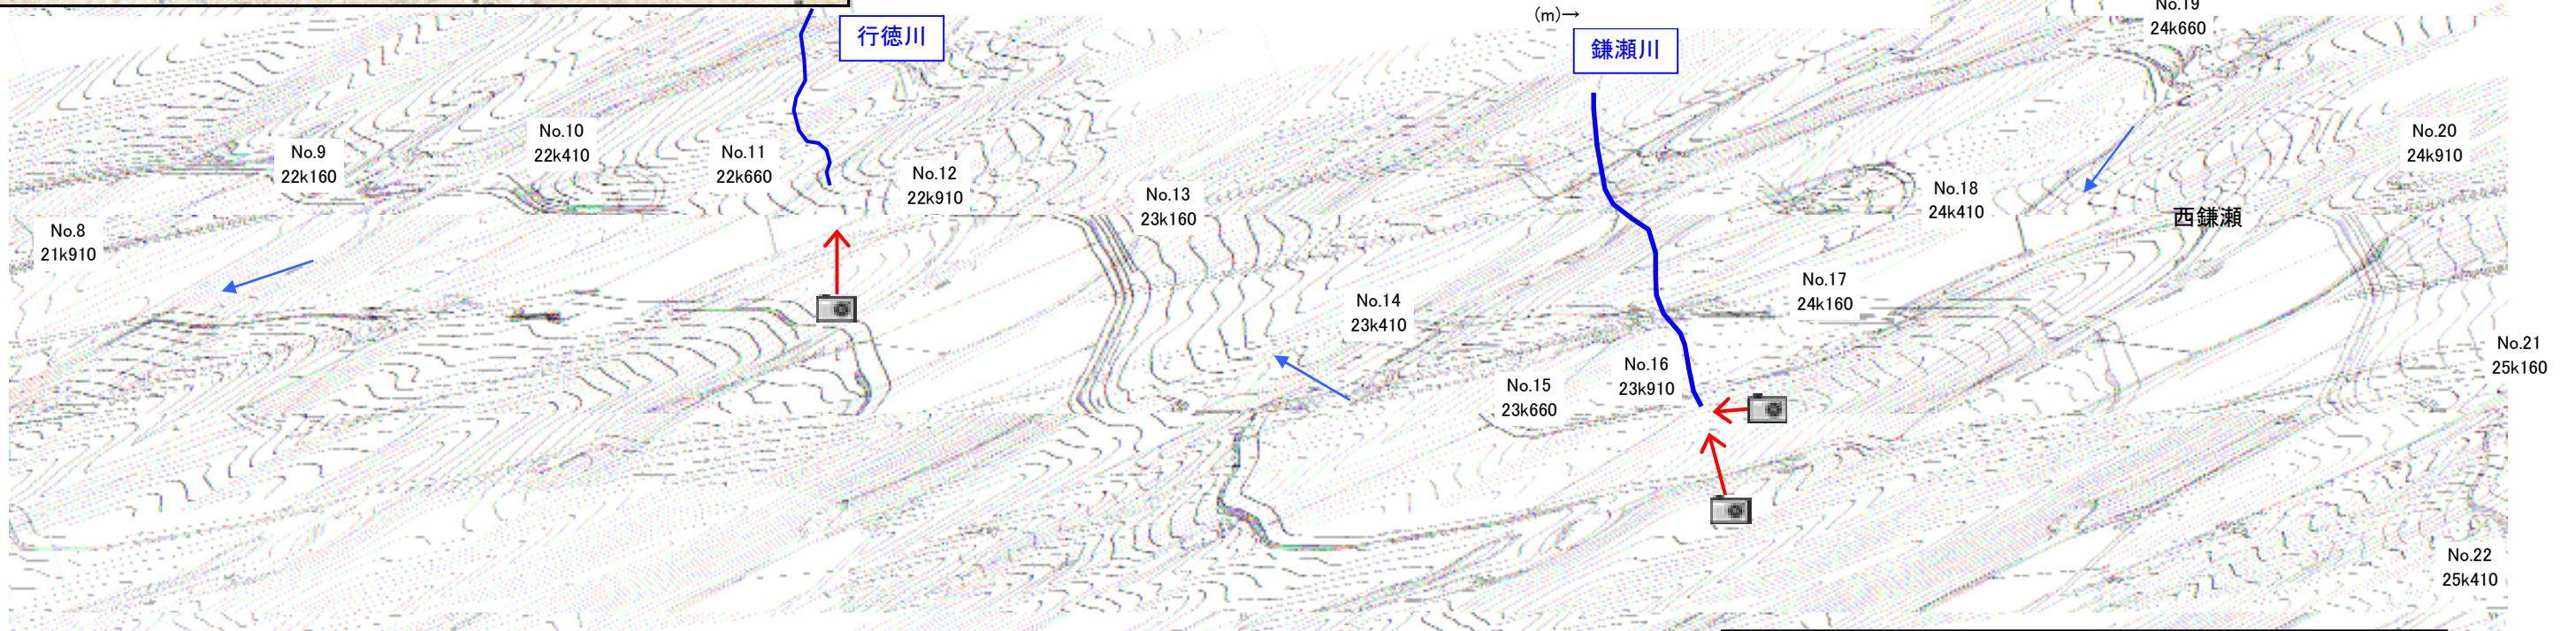 (m)→
No.19
24k660
行徳川
鎌瀬川
No.10
22k410
No.9
22k160
No.11
22k660
No.12
22k910
No.13
23k160
No.8
21k910
No.14
23k410
No.15
23k660
No.16
23k910
No.17
24k160
No.18
24k410
西鎌瀬
No.20
24k910
No.21
25k160
No.22
25k410